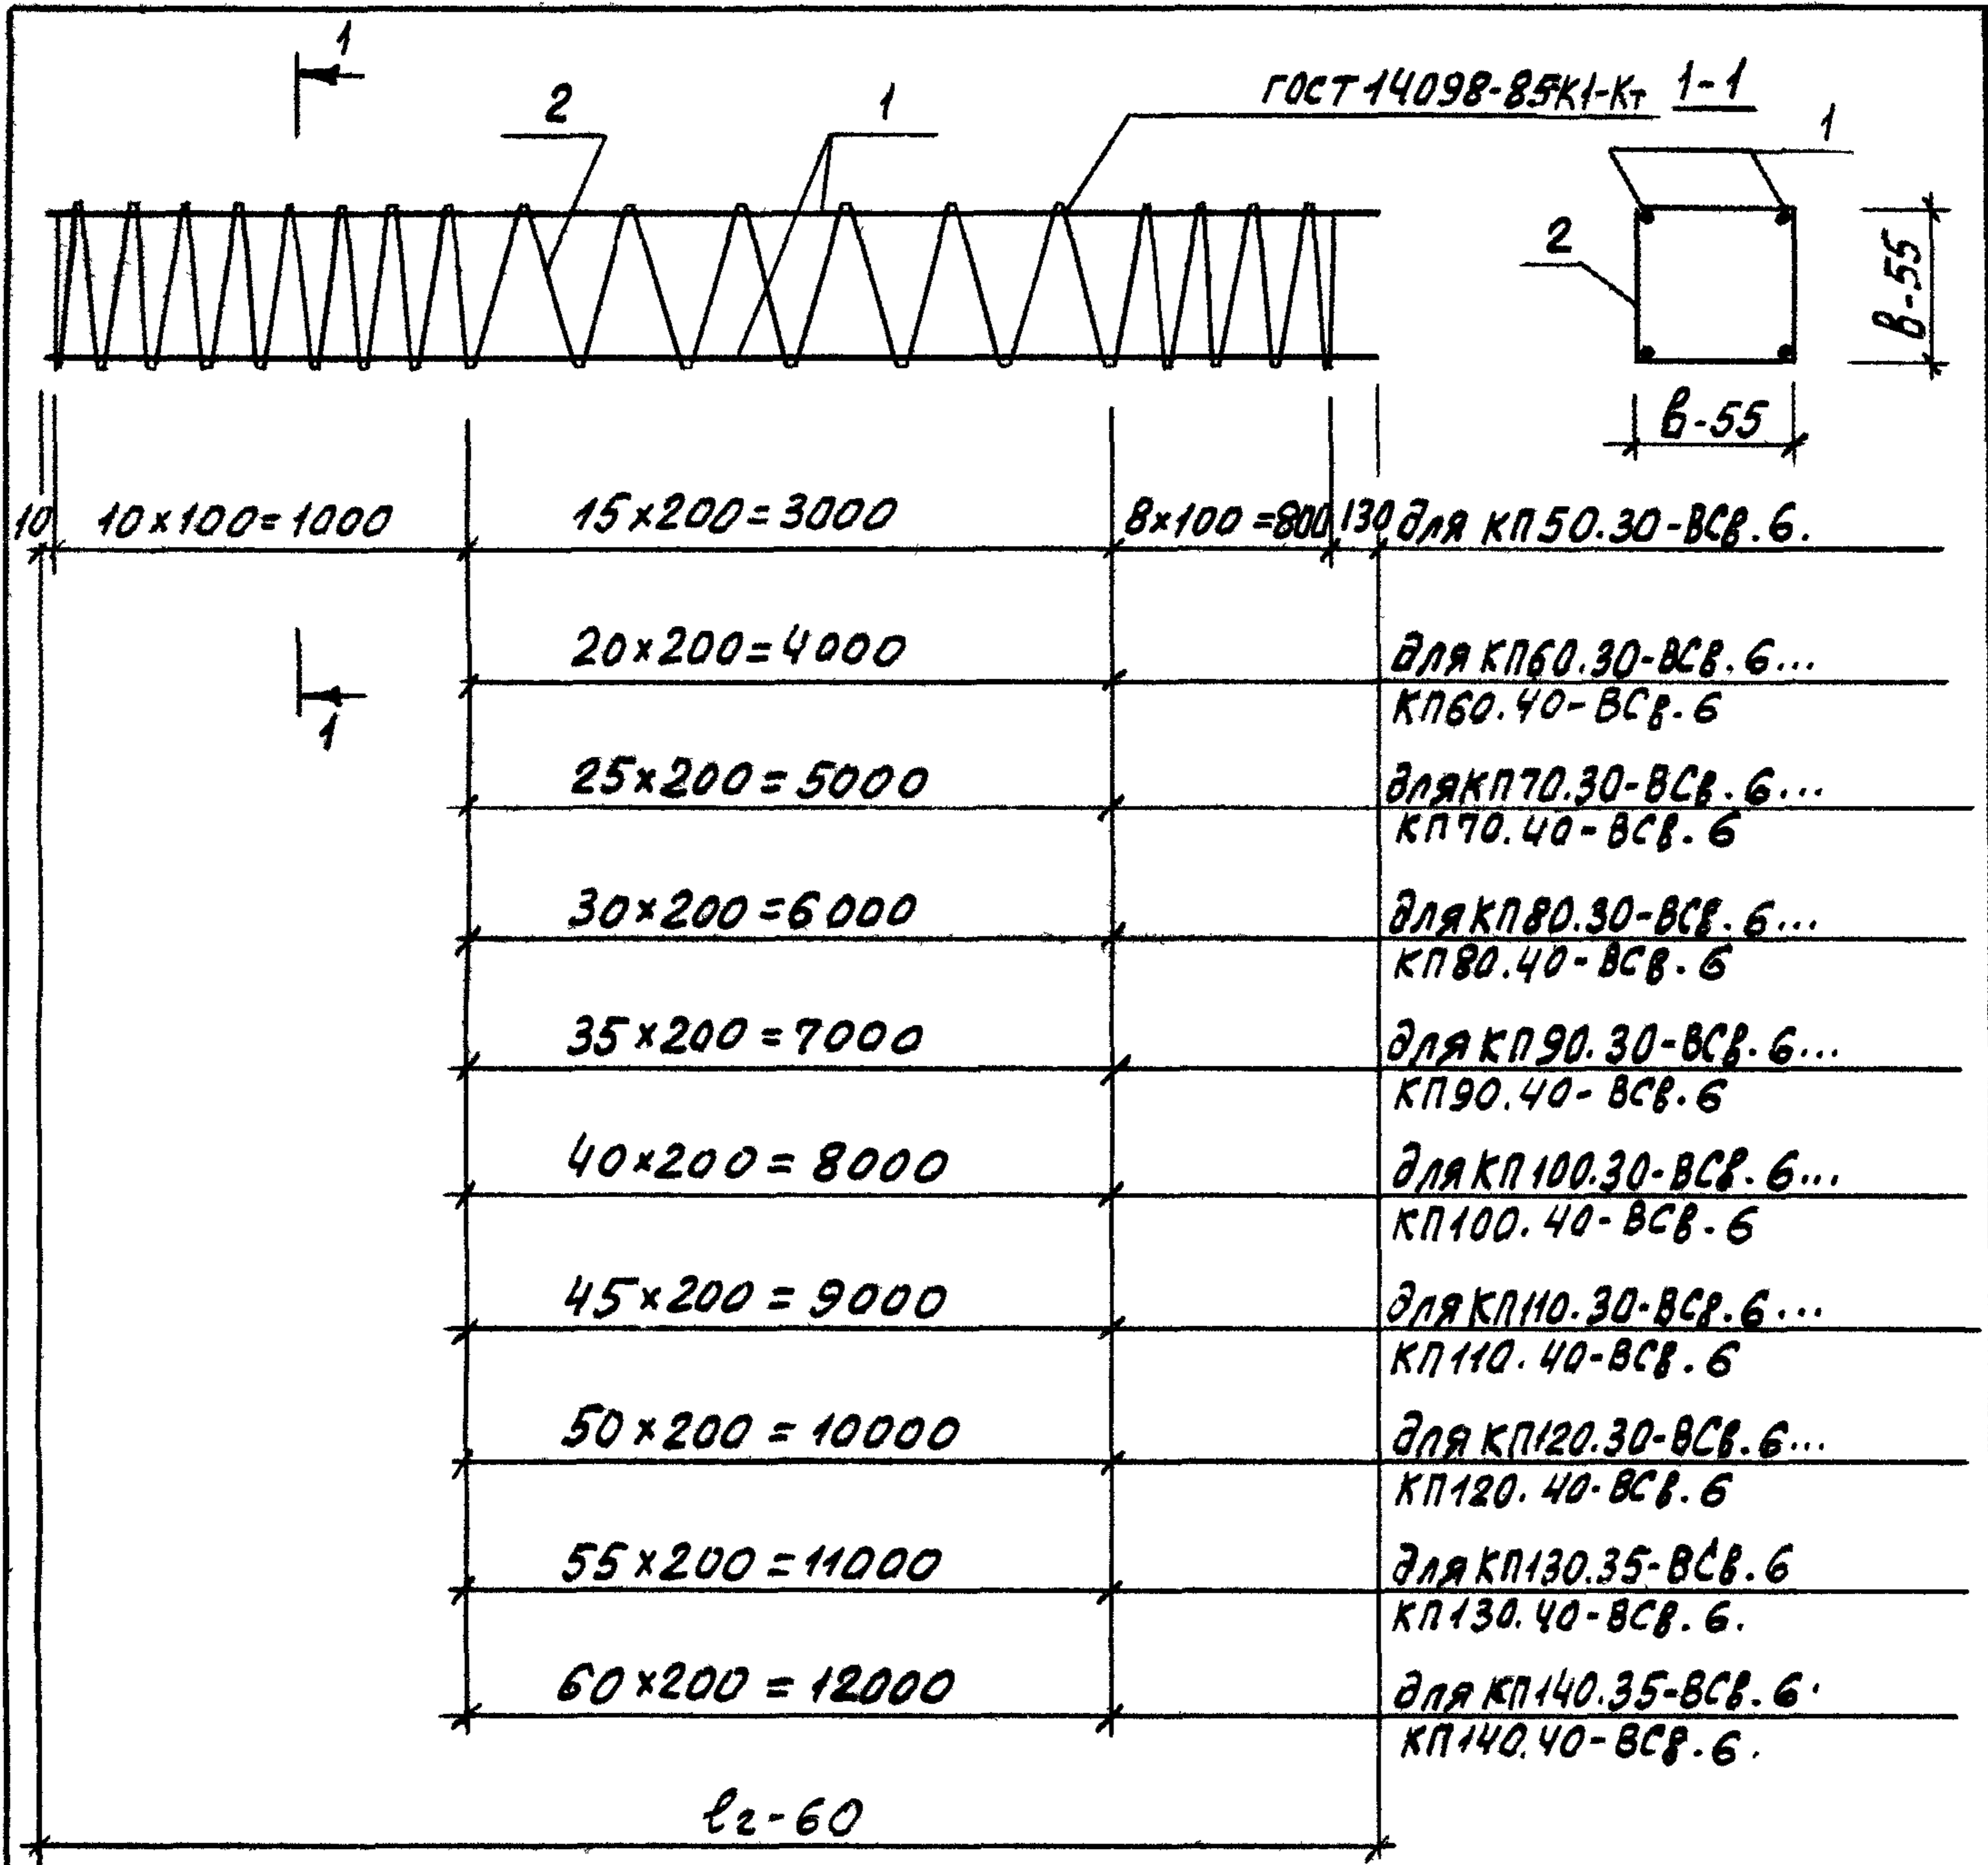 1
2
1
ГОСТ 14098-85К1-Кт
1-1
1
2
В-55
В-55
10
10×100=1000
15×200=3000
8×100=800
130
для КП50.30-ВСв.6.
20×200=4000
для КП60.30-ВСв.6...
КП60.40-ВСв.6
1
25×200=5000
для КП70.30-ВСв.6...
КП70.40-ВСв.6
30×200=6000
для КП80.30-ВСв.6...
КП80.40-ВСв.6
35×200=7000
для КП90.30-ВСв.6...
КП90.40-ВСв.6
40×200=8000
для КП100.30-ВСв.6...
КП100.40-ВСв.6
45×200=9000
для КП110.30-ВСв.6...
КП110.40-ВСв.6
50×200=10000
для КП120.30-ВСв.6...
КП120.40-ВСв.6
55×200=11000
для КП130.35-ВСв.6
КП130.40-ВСв.6.
60×200=12000
для КП140.35-ВСв.6.
КП140.40-ВСв.6.
ℓг-60